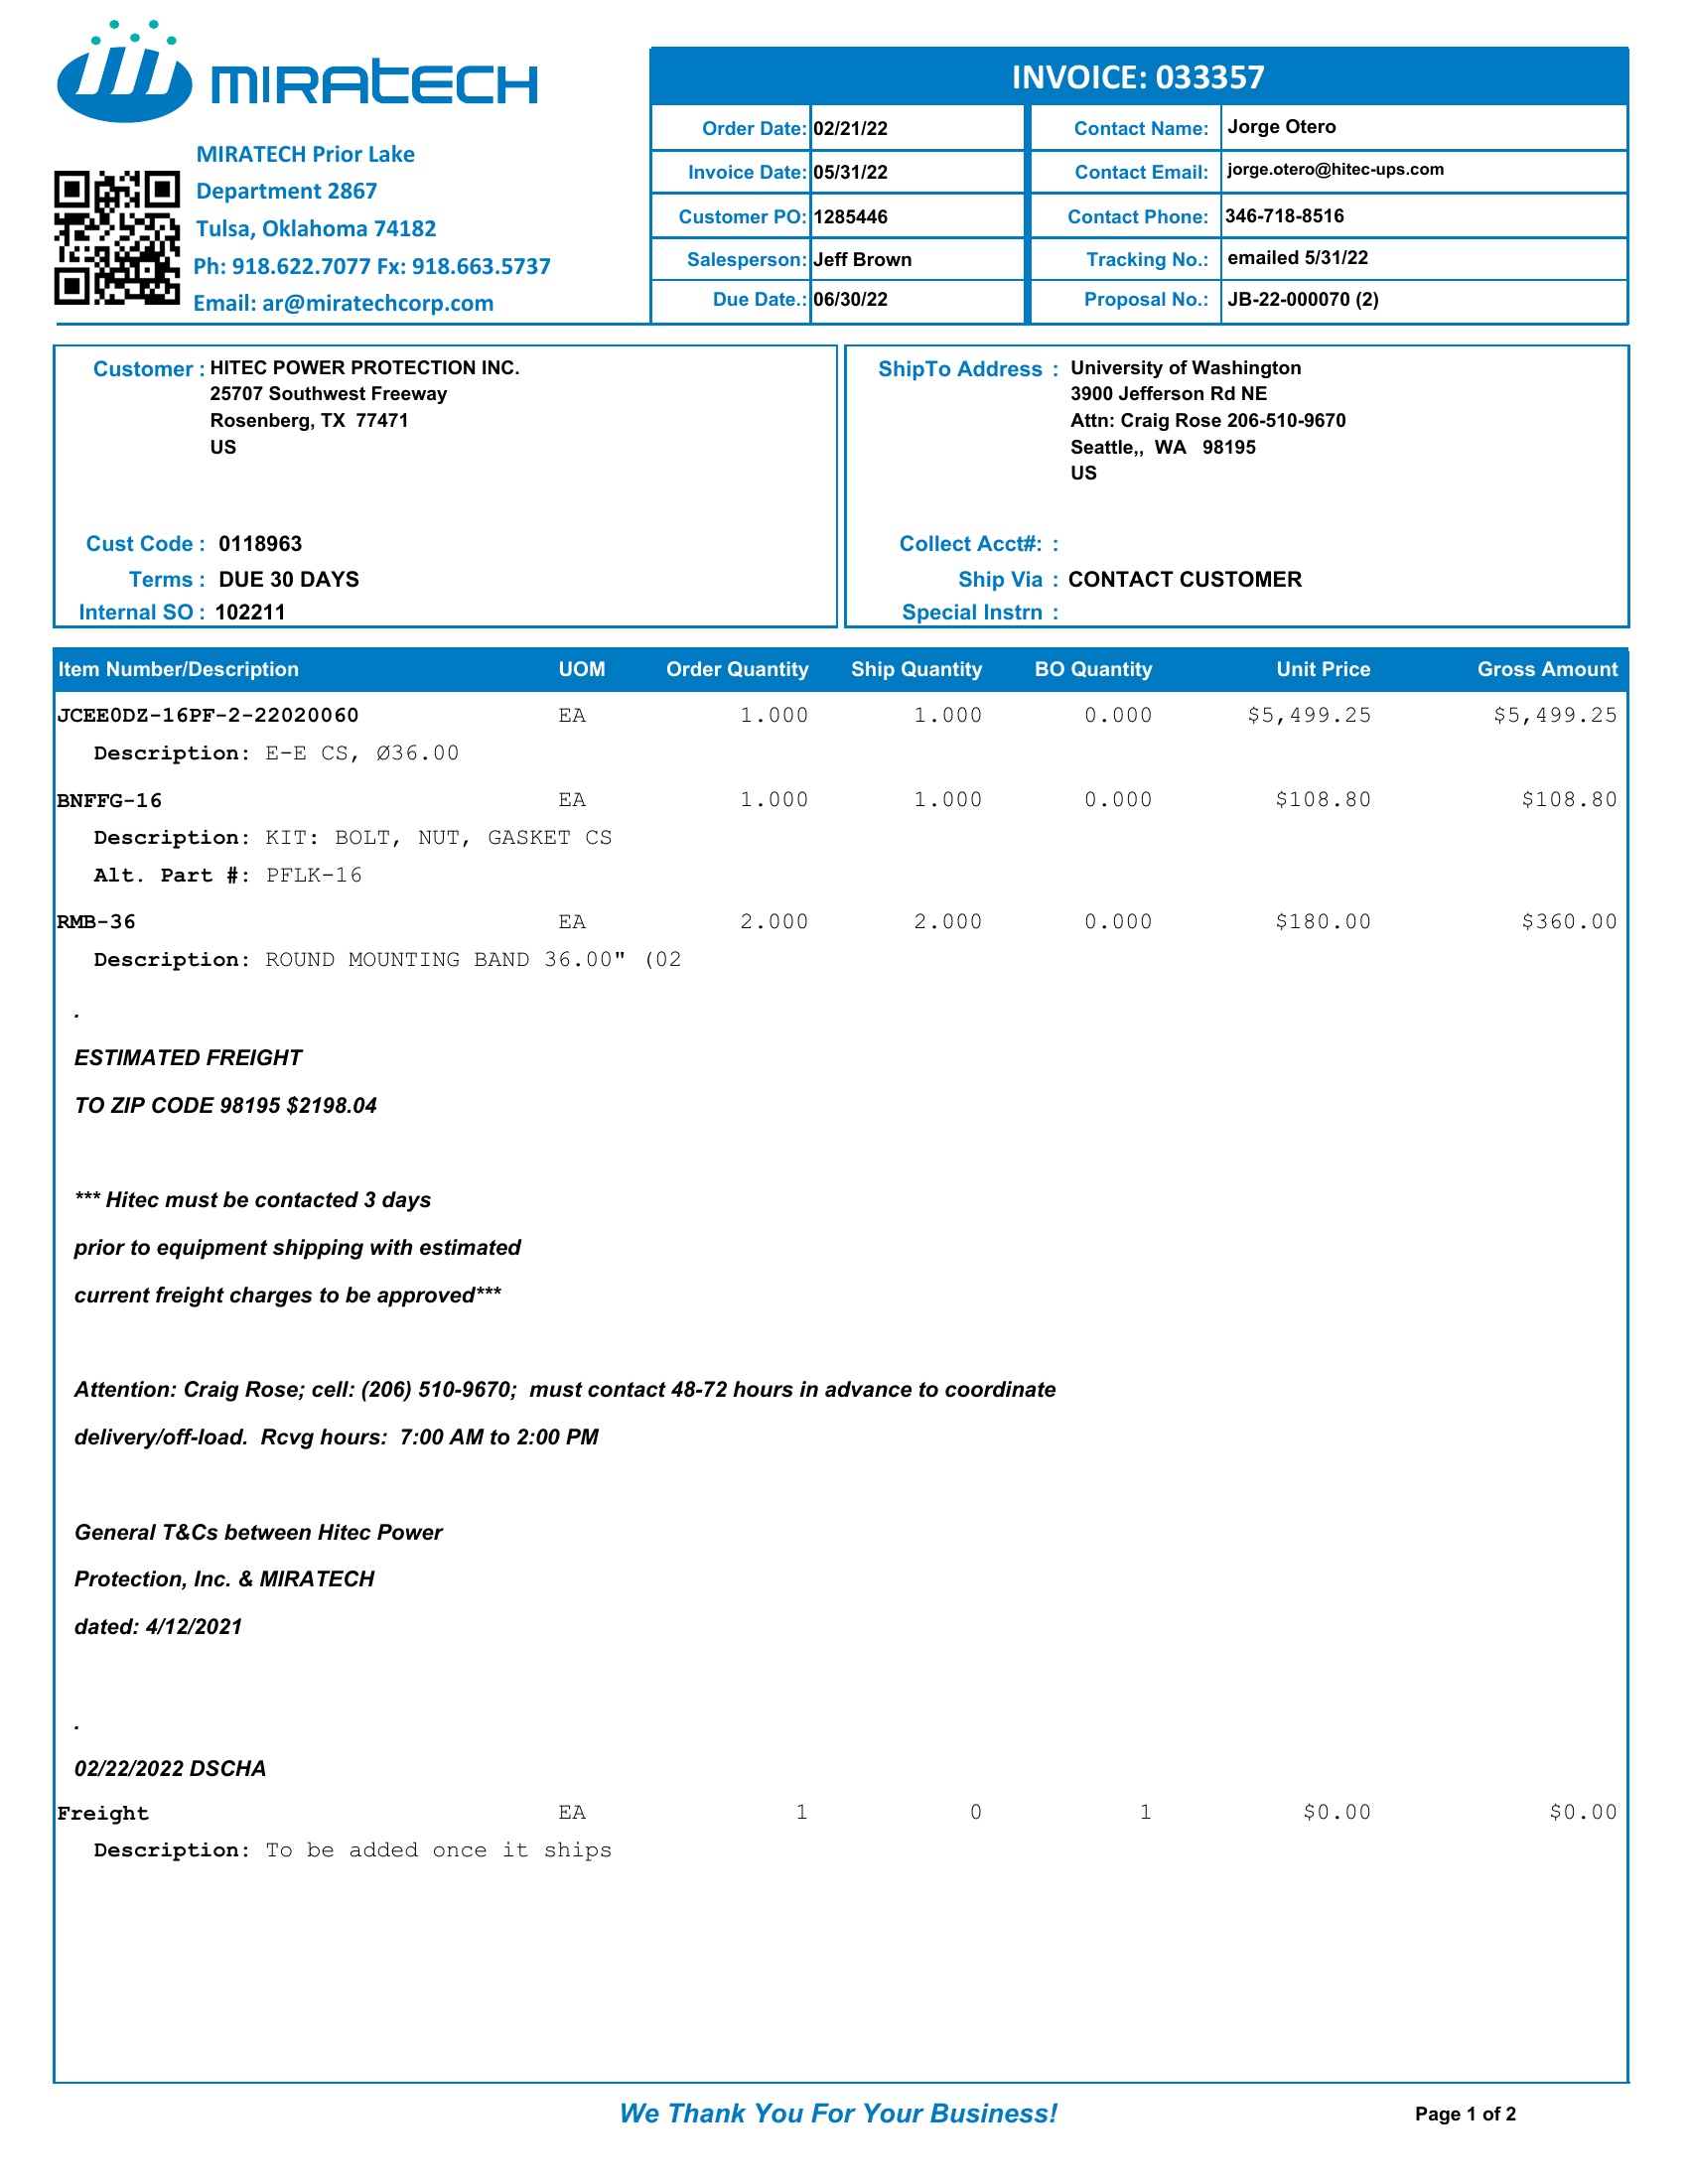 MIRATECH
MIRATECH Prior Lake
Department 2867
Tulsa, Oklahoma 74182
Ph: 918.622.7077 Fx: 918.663.5737
Email: ar@miratechcorp.com
INVOICE: 033357
Order Date: 02/21/22 Contact Name: Jorge Otero
Invoice Date: 05/31/22 Contact Email: jorge.otero@hitec-ups.com
Customer PO: 1285446 Contact Phone: 346-718-8516
Salesperson: Jeff Brown Tracking No.: emailed 5/31/22
Due Date.: 06/30/22 Proposal No.: JB-22-000070 (2)
Customer : HITEC POWER PROTECTION INC.
25707 Southwest Freeway
Rosenberg, TX 77471
US
Cust Code : 0118963
Terms : DUE 30 DAYS
Internal SO : 102211
ShipTo Address : University of Washington
3900 Jefferson Rd NE
Attn: Craig Rose 206-510-9670
Seattle,, WA 98195
US
Collect Acct#: :
Ship Via : CONTACT CUSTOMER
Special Instrn :
Item Number/Description UOM Order Quantity Ship Quantity BO Quantity Unit Price Gross Amount
JCEE0DZ-16PF-2-22020060 EA 1.000 1.000 0.000 $5,499.25 $5,499.25
Description: E-E CS, Ø36.00
BNFFG-16 EA 1.000 1.000 0.000 $108.80 $108.80
Description: KIT: BOLT, NUT, GASKET CS
Alt. Part #: PFLK-16
RMB-36 EA 2.000 2.000 0.000 $180.00 $360.00
Description: ROUND MOUNTING BAND 36.00" (02
.
ESTIMATED FREIGHT
TO ZIP CODE 98195 $2198.04
*** Hitec must be contacted 3 days
prior to equipment shipping with estimated
current freight charges to be approved***
Attention: Craig Rose; cell: (206) 510-9670; must contact 48-72 hours in advance to coordinate
delivery/off-load. Rcvg hours: 7:00 AM to 2:00 PM
General T&Cs between Hitec Power
Protection, Inc. & MIRATECH
dated: 4/12/2021
.
02/22/2022 DSCHA
Freight EA 1 0 1 $0.00 $0.00
Description: To be added once it ships
We Thank You For Your Business!
Page 1 of 2